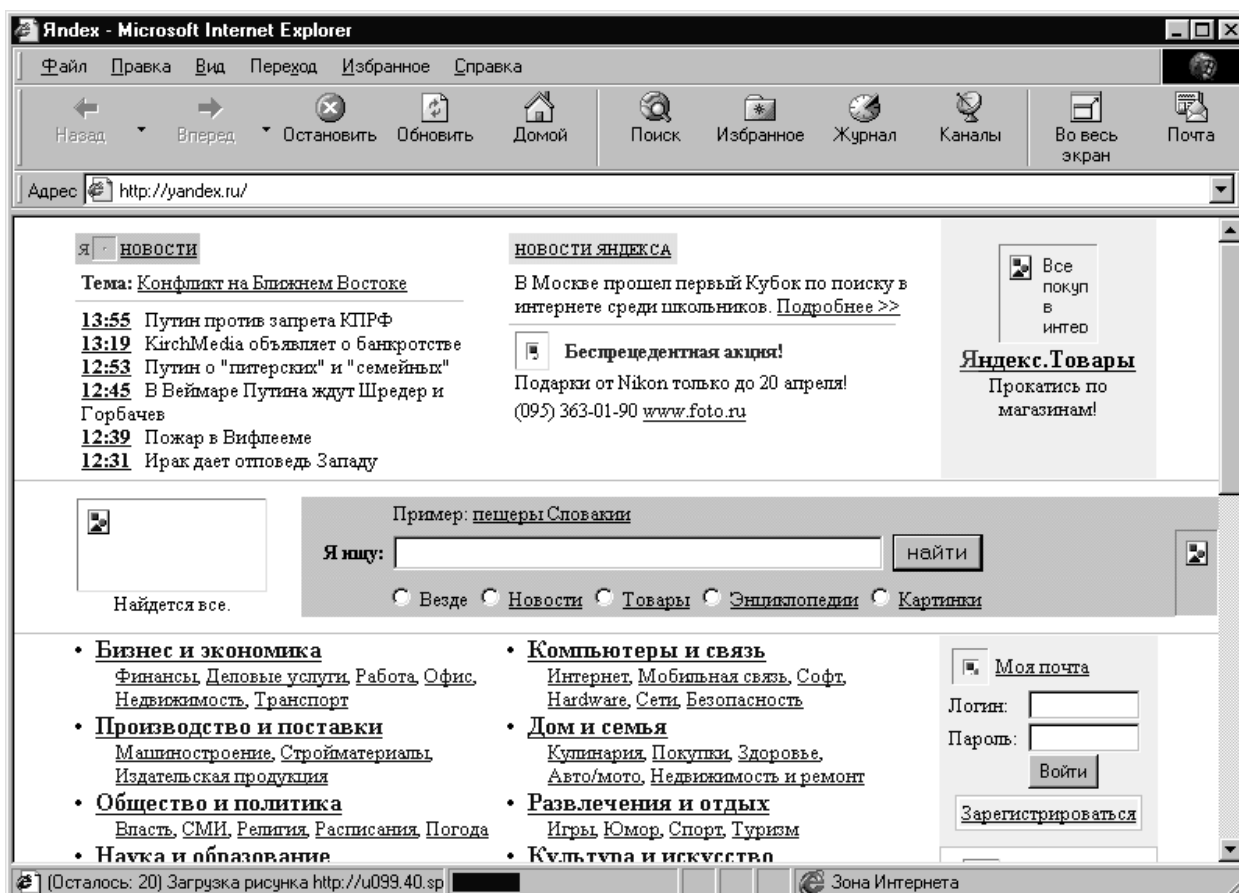 Яndex - Microsoft Internet Explorer
Файл Правка Вид Переход Избранное Справка
Назад Вперед Остановить Обновить Домой Поиск Избранное Журнал Каналы Во весь экран Почта
Адрес http://yandex.ru/
Я НОВОСТИ
Тема: Конфликт на Ближнем Востоке
13:55 Путин против запрета КПРФ
13:19 KirchMedia объявляет о банкротстве
12:53 Путин о "питерских" и "семейных"
12:45 В Веймаре Путина ждут Шредер и
Горбачев
12:39 Пожар в Вифлееме
12:31 Ирак дает отповедь Западу
НОВОСТИ ЯНДЕКСА
В Москве прошел первый Кубок по поиску в
интернете среди школьников. Подробнее >>
Беспрецедентная акция!
Подарки от Nikon только до 20 апреля!
(095) 363-01-90 www.foto.ru
Все
покуп
в
интер
Яндекс.Товары
Прокатись по
магазинам!
Найдется все.
Пример: пещеры Словакии
Я ищу: найти
Везде Новости Товары Энциклопедии Картинки
• Бизнес и экономика
Финансы, Деловые услуги, Работа, Офис,
Недвижимость, Транспорт
• Производство и поставки
Машиностроение, Стройматериалы,
Издательская продукция
• Общество и политика
Власть, СМИ, Религия, Расписания, Погода
• Наука и образование
• Компьютеры и связь
Интернет, Мобильная связь, Софт,
Hardware, Сети, Безопасность
• Дом и семья
Кулинария, Покупки, Здоровье,
Авто/мото, Недвижимость и ремонт
• Развлечения и отдых
Игры, Юмор, Спорт, Туризм
• Культура и искусство
Моя почта
Логин:
Пароль:
Войти
Зарегистрироваться
(Осталось: 20) Загрузка рисунка http://u099.40.sp Зона Интернета